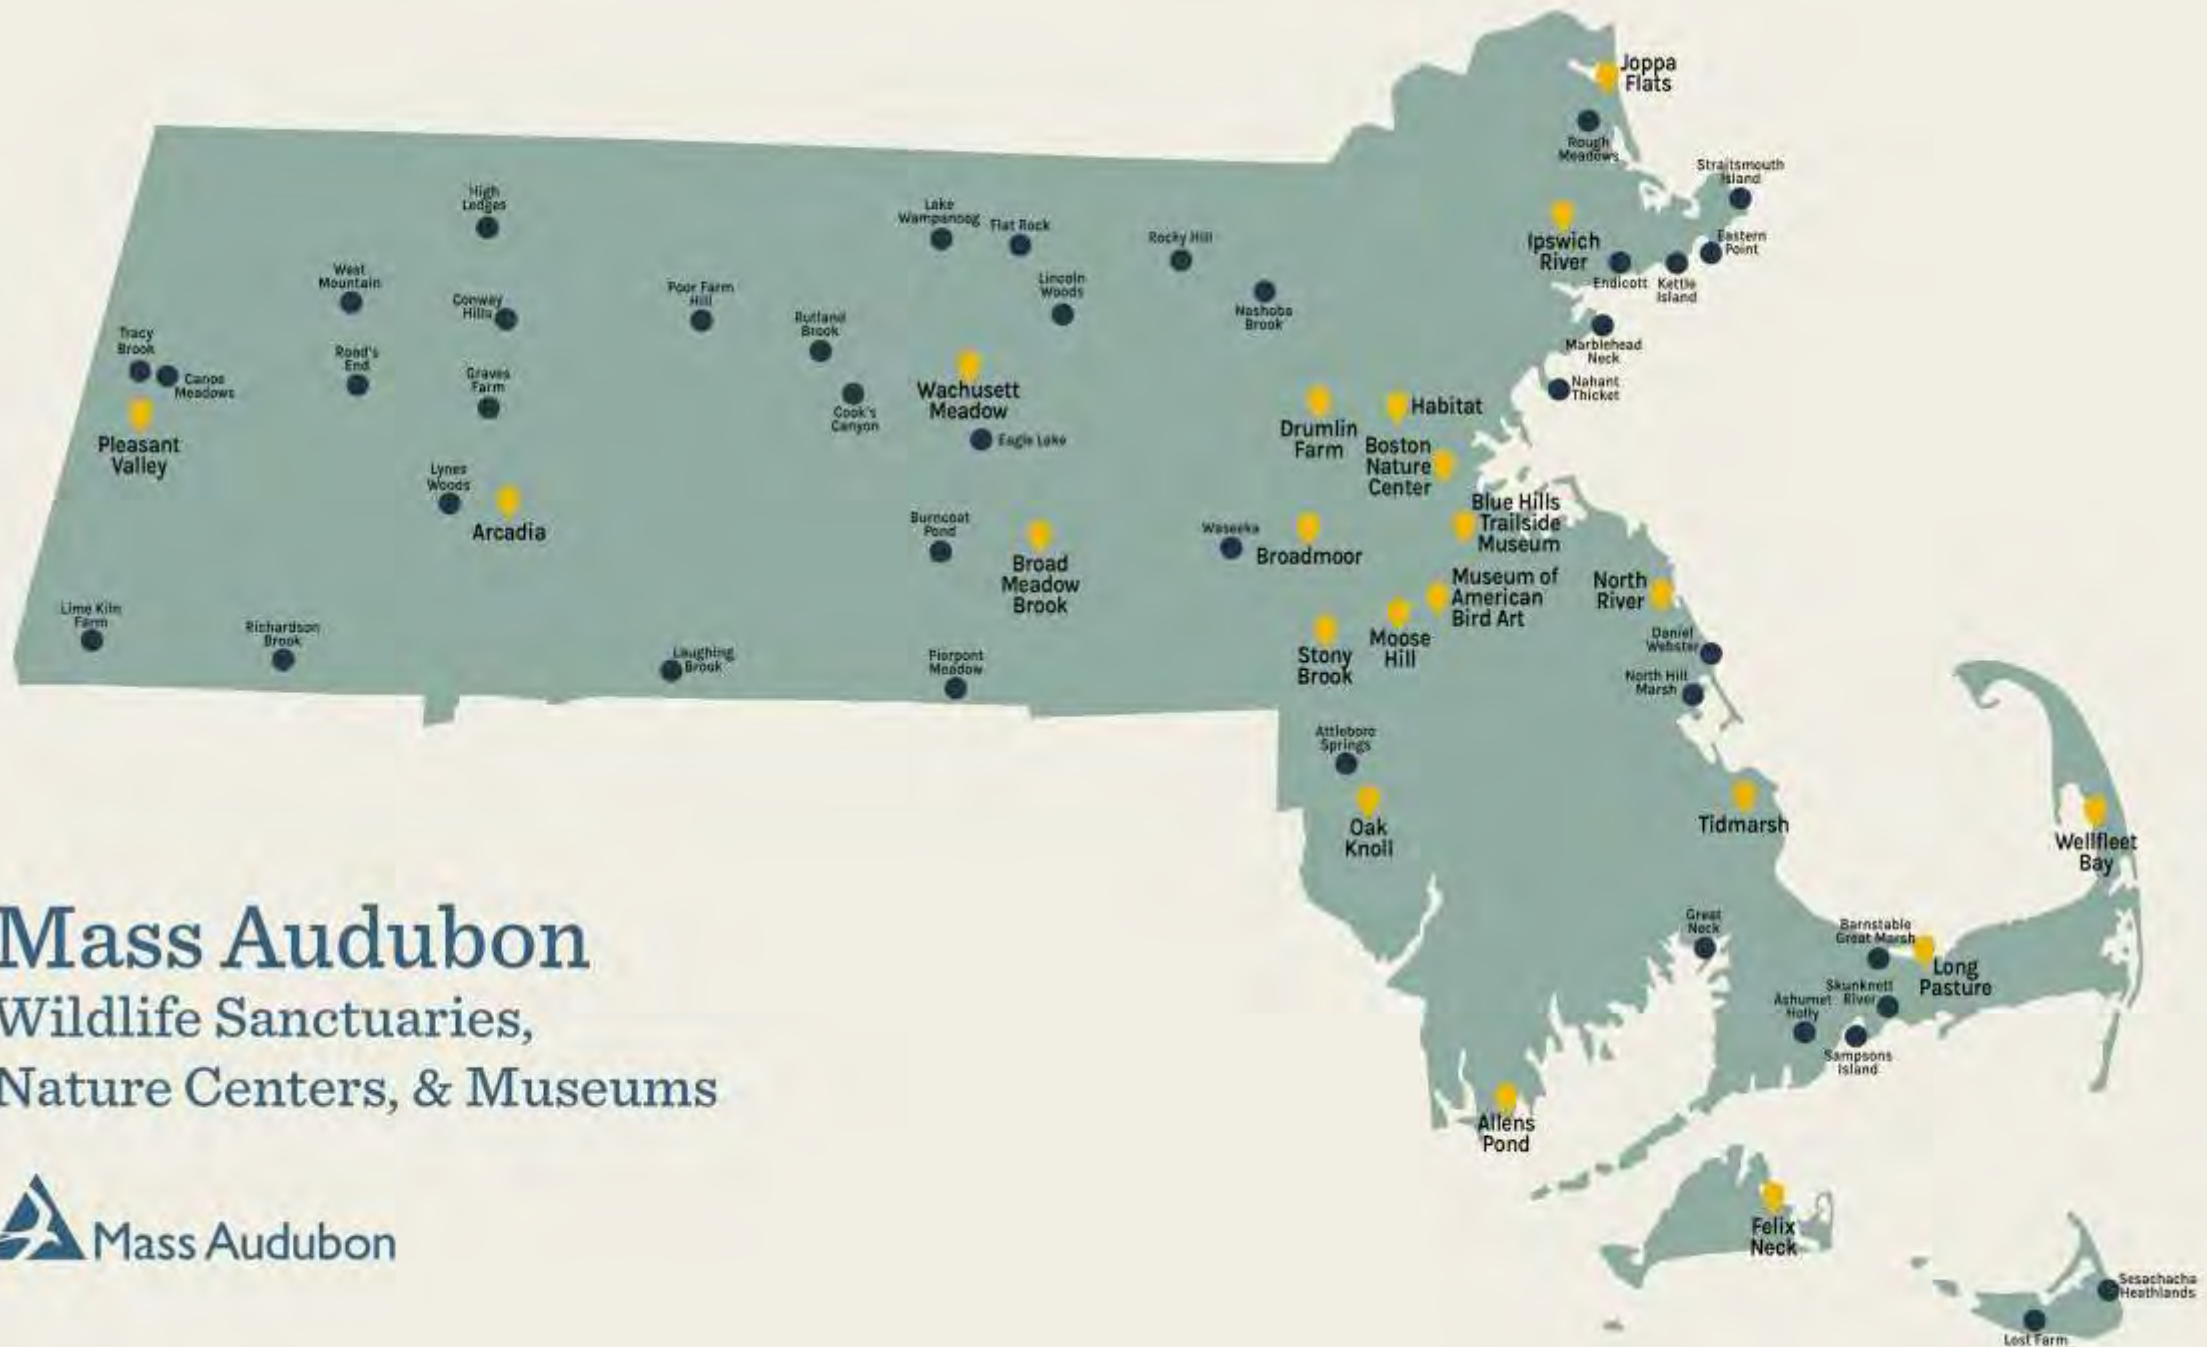 Joppa
Flats
Rough
Meadows
Straitsmouth
Island
High
Ledges
Lake
Wampanoag
Flat Rock
Rocky Hill
Ipswich
River
Eastern
Point
Endicott
Kettle
Island
West
Mountain
Conway
Hills
Poor Farm
Hill
Lincoln
Woods
Nashoba
Brook
Rutland
Brook
Marblehead
Neck
Tracy
Brook
Canoe
Meadows
Road's
End
Graves
Farm
Cook's
Canyon
Wachusett
Meadow
Nahant
Thicket
Drumlin
Farm
Habitat
Pleasant
Valley
Eagle Lake
Boston
Nature
Center
Lynes
Woods
Arcadia
Burncoat
Pond
Broad
Meadow
Brook
Waseeka
Broadmoor
Blue Hills
Trailside
Museum
Museum of
American
Bird Art
North
River
Lime Kiln
Farm
Richardson
Brook
Laughing
Brook
Pierpont
Meadow
Stony
Brook
Moose
Hill
Daniel
Webster
North Hill
Marsh
Attleboro
Springs
Oak
Knoll
Tidmarsh
Wellfleet
Bay
Mass Audubon
Wildlife Sanctuaries,
Nature Centers, & Museums
Great
Neck
Barnstable
Great Marsh
Long
Pasture
Skunknett
River
Ashumet
Holly
Sampsons
Island
Allens
Pond
Felix
Neck
Mass Audubon
Sesachacha
Heathlands
Lost Farm